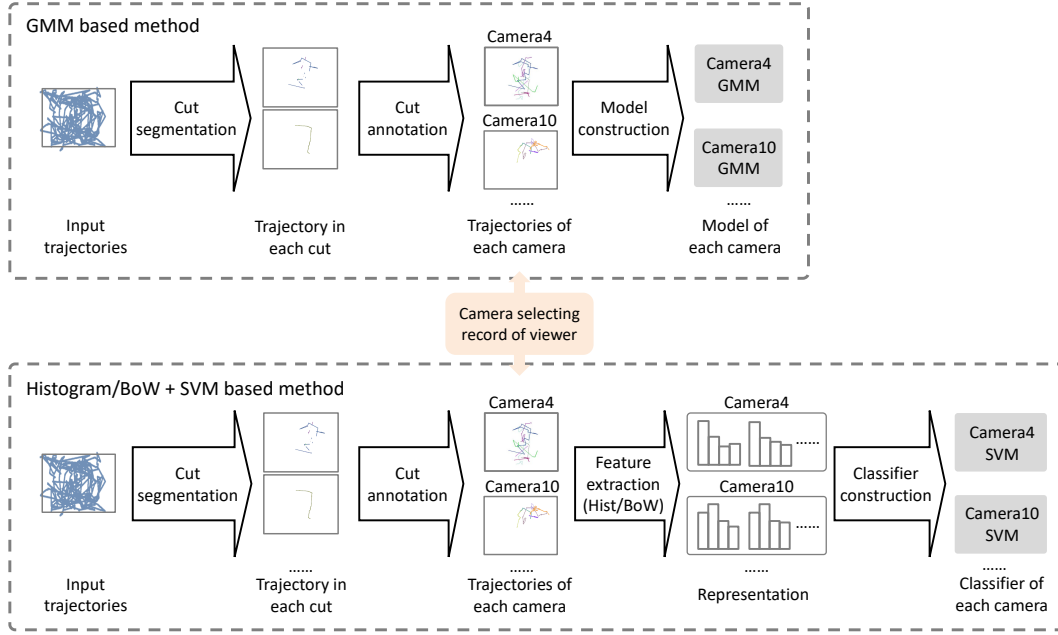 GMM based method
Cut
segmentation
Cut
annotation
Camera4
Camera10
......
Model
construction
Camera4
GMM
Camera10
GMM
......
Input
trajectories
Trajectory in
each cut
Trajectories of
each camera
Model of
each camera
Camera selecting
record of viewer
Histogram/BoW + SVM based method
Cut
segmentation
......
Cut
annotation
Camera4
Camera10
......
Feature
extraction
(Hist/BoW)
Camera4
......
Camera10
......
......
Classifier
construction
Camera4
SVM
Camera10
SVM
......
Input
trajectories
Trajectory in
each cut
Trajectories of
each camera
Representation
Classifier of
each camera